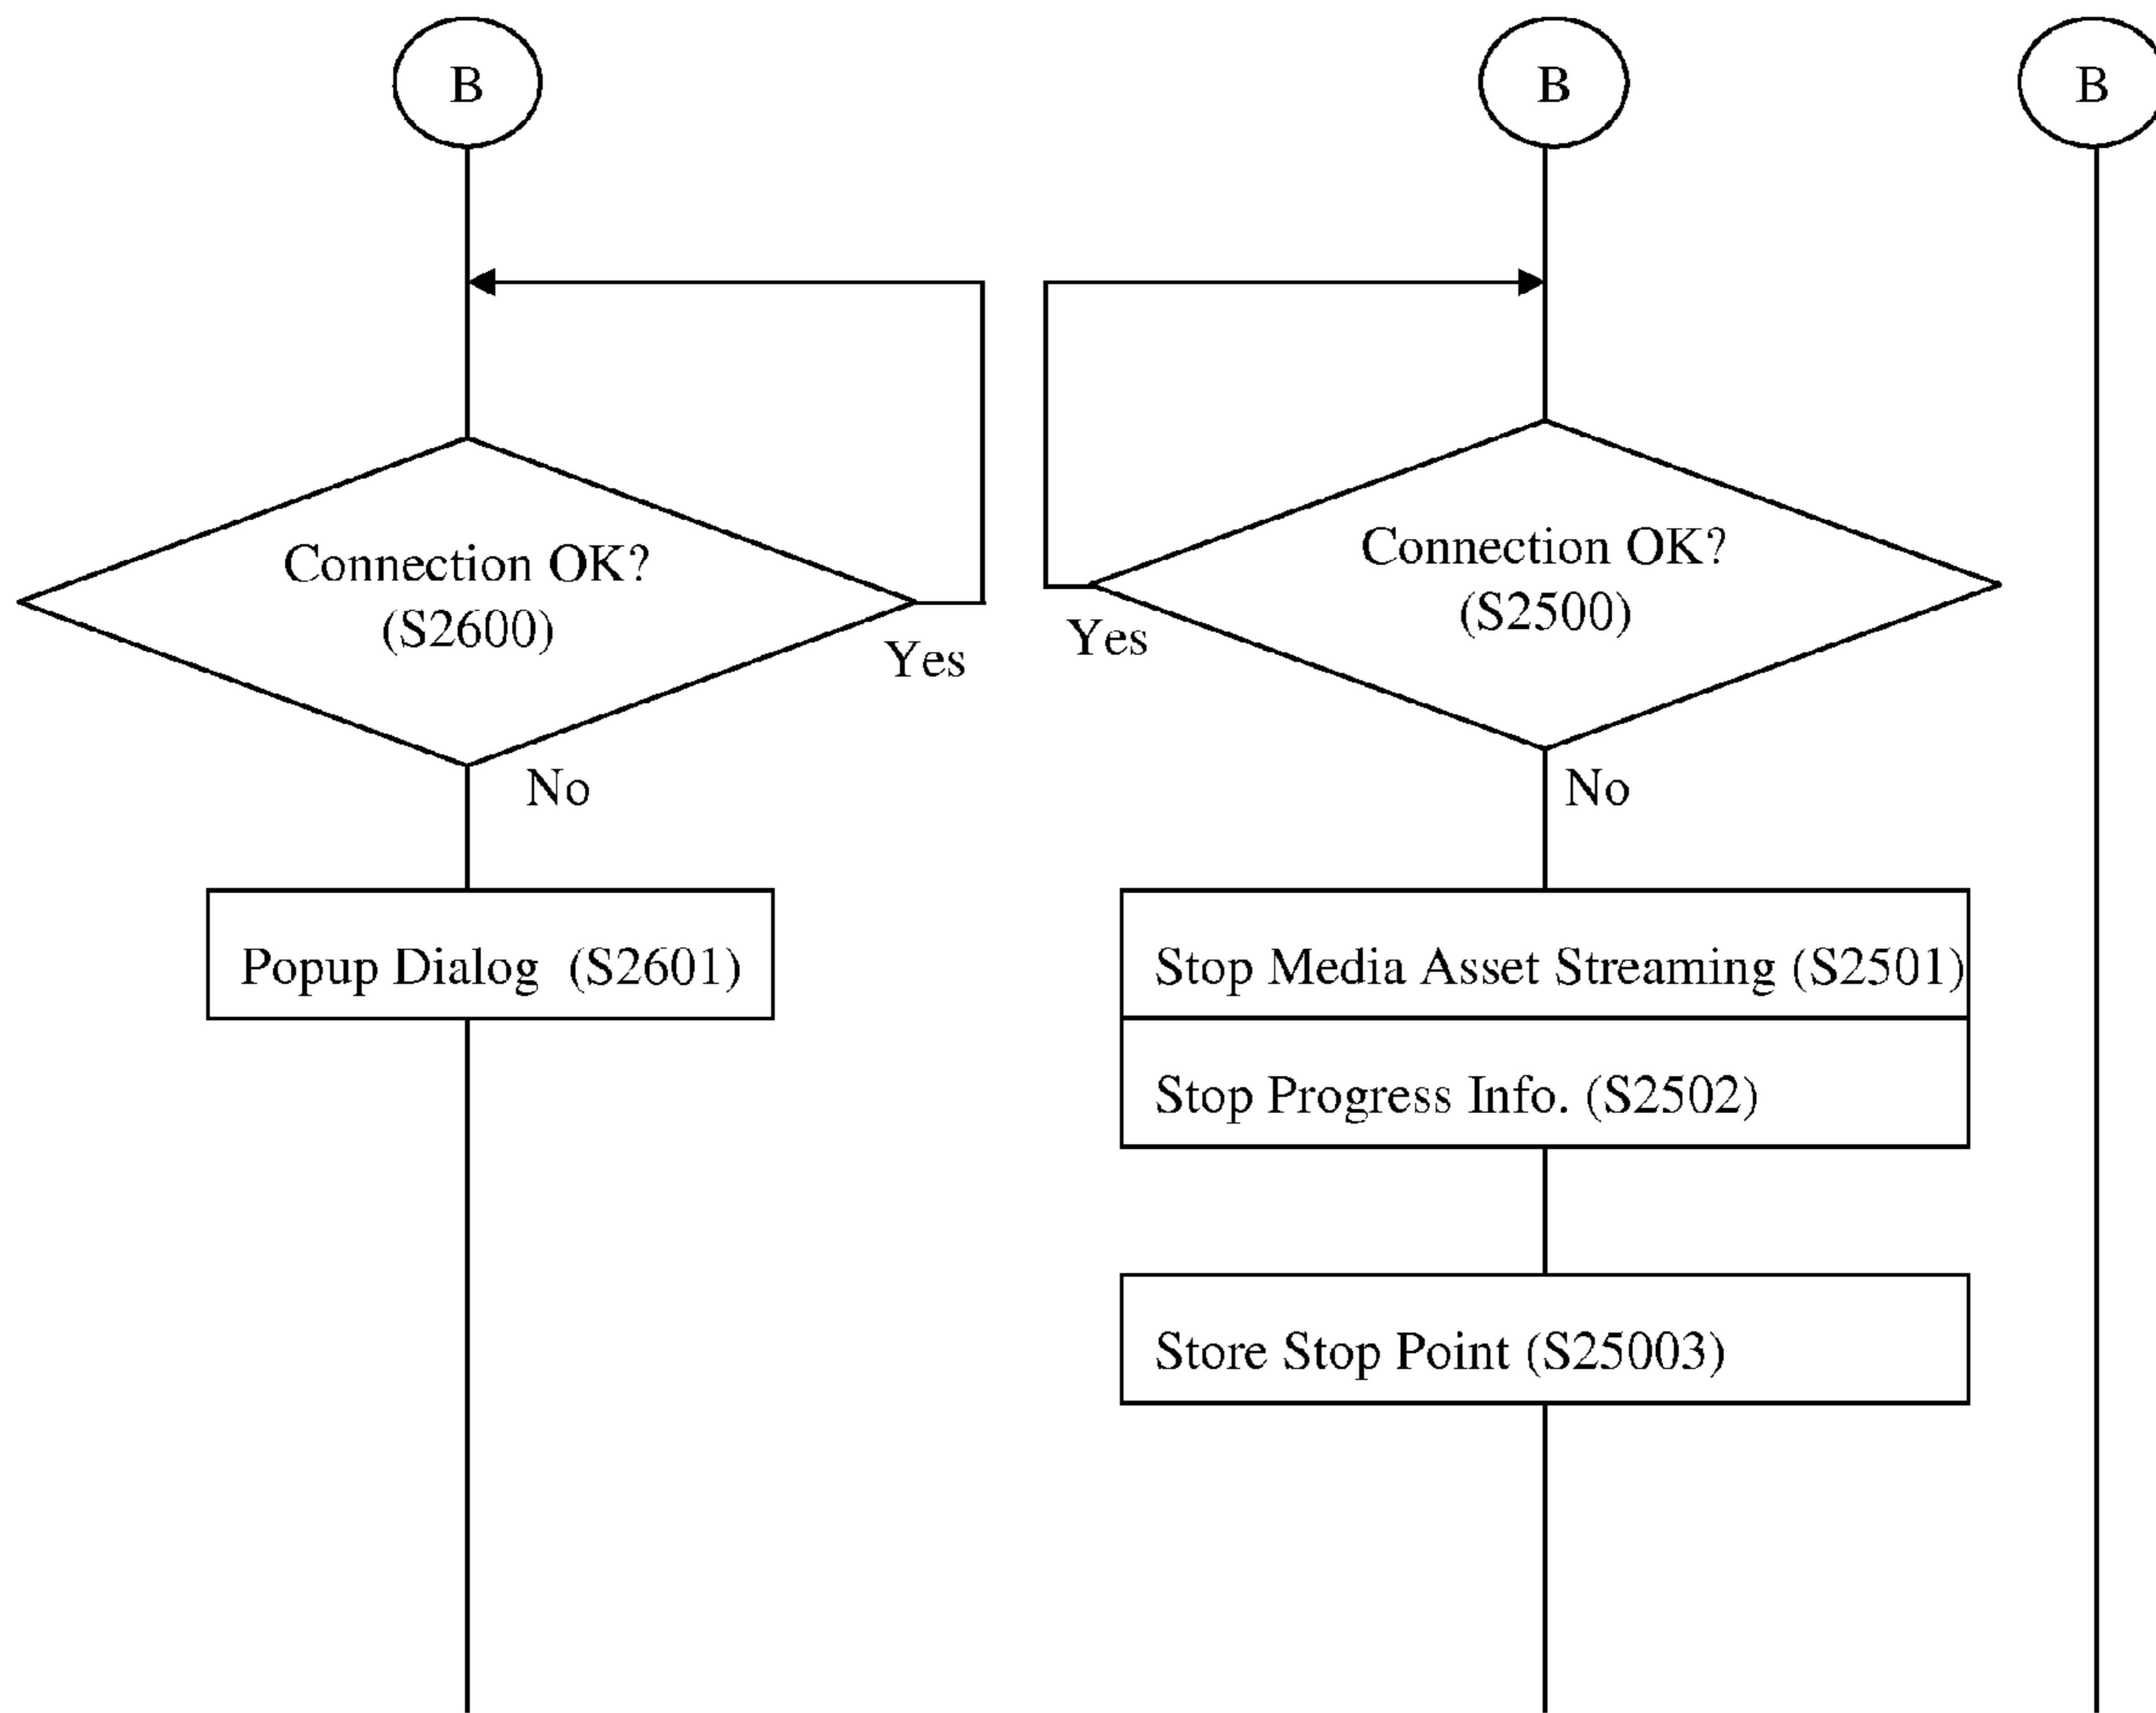 B
B
B
Connection OK?
(S2600)
Yes
No
Connection OK?
(S2500)
Yes
No
Popup Dialog (S2601)
Stop Media Asset Streaming (S2501)
Stop Progress Info. (S2502)
Store Stop Point (S25003)